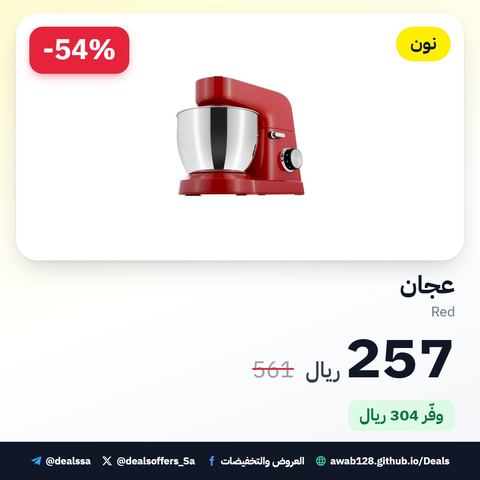 -54%
نون
عجان
Red
257 ريال 561
وفّر 304 ريال
@dealssa @dealsoffers_Sa العروض والتخفيضات awab128.github.io/Deals